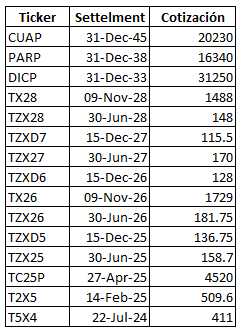 Ticker Settelment Cotización
CUAP 31-Dec-45 20230
PARP 31-Dec-38 16340
DICP 31-Dec-33 31250
TX28 09-Nov-28 1488
TZX28 30-Jun-28 148
TZXD7 15-Dec-27 115.5
TZX27 30-Jun-27 170
TZXD6 15-Dec-26 128
TX26 09-Nov-26 1729
TZX26 30-Jun-26 181.75
TZXD5 15-Dec-25 136.75
TZX25 30-Jun-25 158.7
TC25P 27-Apr-25 4520
T2X5 14-Feb-25 509.6
T5X4 22-Jul-24 411